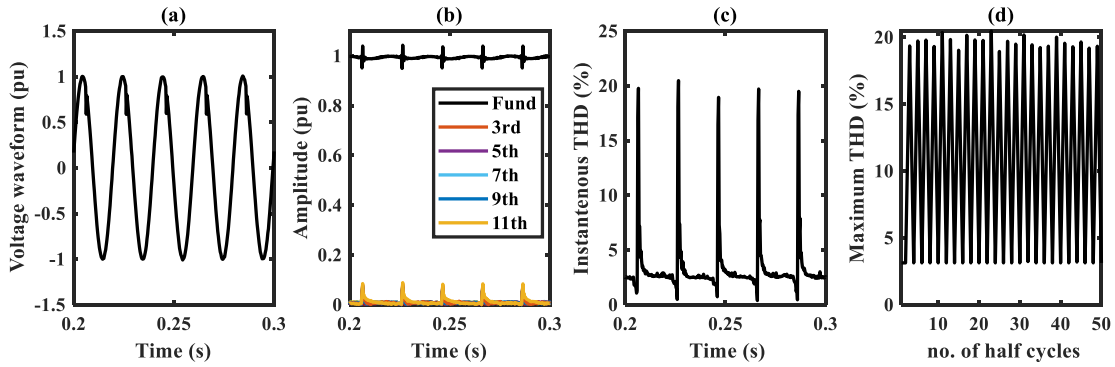 (a)
1.5
1
0.5
0
-0.5
-1
-1.5
Voltage waveform (pu)
0.2
0.25
0.3
Time (s)
(b)
1
0.8
0.6
0.4
0.2
0
Amplitude (pu)
Fund
3rd
5th
7th
9th
11th
0.2
0.25
0.3
Time (s)
(c)
25
20
15
10
5
0
Instantenous THD (%)
0.2
0.25
0.3
Time (s)
(d)
20
15
10
5
0
Maximum THD (%)
10
20
30
40
50
no. of half cycles